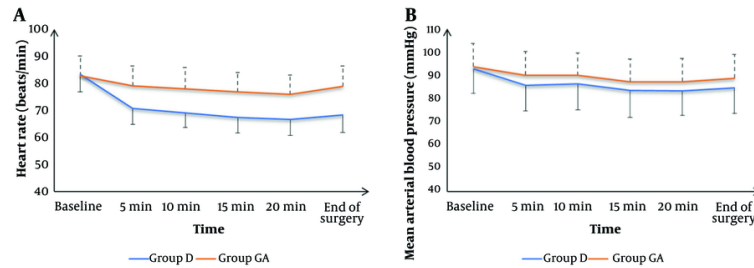 A
Heart rate (beats/min)
100
90
80
70
60
50
40
Baseline 5 min 10 min 15 min 20 min End of
surgery
Time
Group D Group GA
B
Mean arterial blood pressure (mmHg)
110
100
90
80
70
60
50
40
Baseline 5 min 10 min 15 min 20 min End of
surgery
Time
Group D Group GA